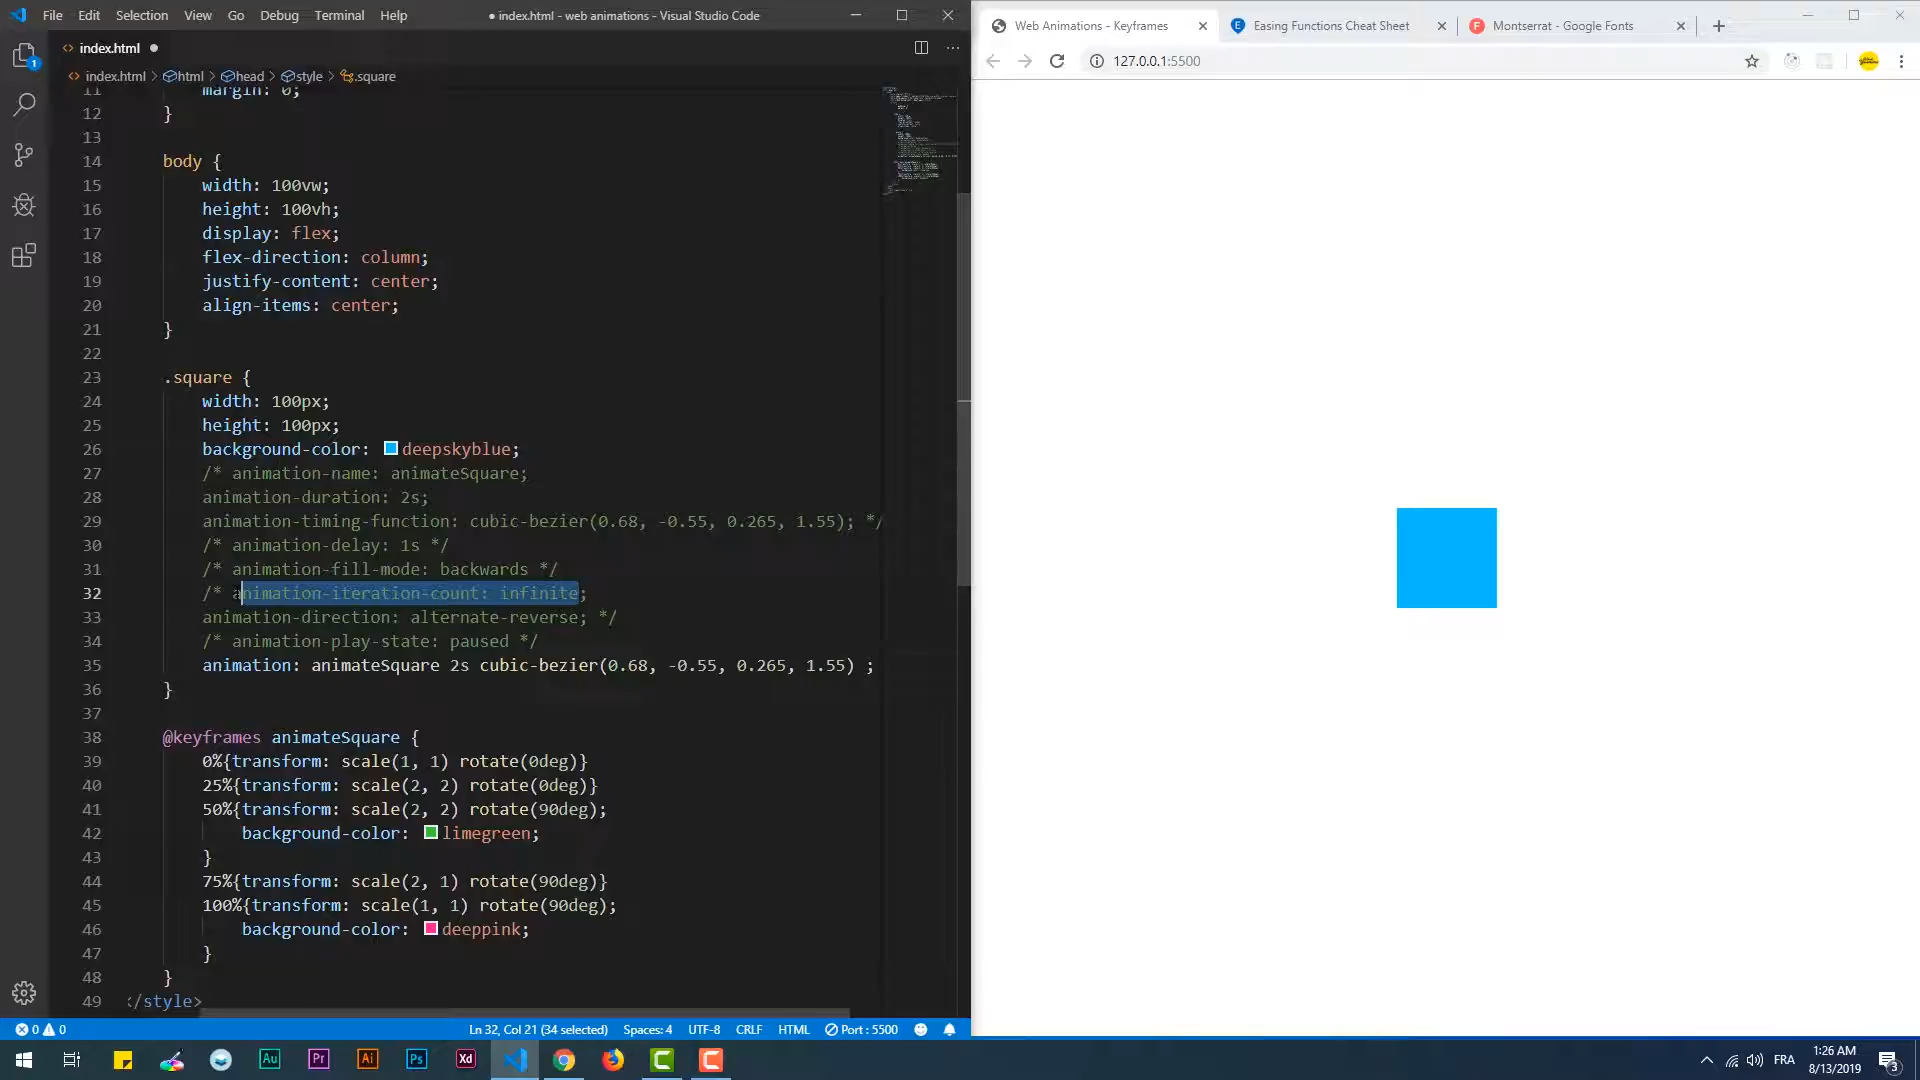 File Edit Selection View Go Debug Terminal Help
● index.html - web animations - Visual Studio Code
<> index.html ●
<> index.html > html > head > style > .square
11 margin: 0;
12 }
13
14 body {
15 width: 100vw;
16 height: 100vh;
17 display: flex;
18 flex-direction: column;
19 justify-content: center;
20 align-items: center;
21 }
22
23 .square {
24 width: 100px;
25 height: 100px;
26 background-color: deepskyblue;
27 /* animation-name: animateSquare;
28 animation-duration: 2s;
29 animation-timing-function: cubic-bezier(0.68, -0.55, 0.265, 1.55); */
30 /* animation-delay: 1s */
31 /* animation-fill-mode: backwards */
32 /* animation-iteration-count: infinite;
33 animation-direction: alternate-reverse; */
34 /* animation-play-state: paused */
35 animation: animateSquare 2s cubic-bezier(0.68, -0.55, 0.265, 1.55) ;
36 }
37
38 @keyframes animateSquare {
39 0%{transform: scale(1, 1) rotate(0deg)}
40 25%{transform: scale(2, 2) rotate(0deg)}
41 50%{transform: scale(2, 2) rotate(90deg);
42 background-color: limegreen;
43 }
44 75%{transform: scale(2, 1) rotate(90deg)}
45 100%{transform: scale(1, 1) rotate(90deg);
46 background-color: deeppink;
47 }
48 }
49 /style>
0 0 Ln 32, Col 21 (34 selected) Spaces: 4 UTF-8 CRLF HTML Port : 5500
Web Animations - Keyframes Easing Functions Cheat Sheet Montserrat - Google Fonts
127.0.0.1:5500
1
E
F
Au Pr Ai Ps Xd
FRA
1:26 AM
8/13/2019
3